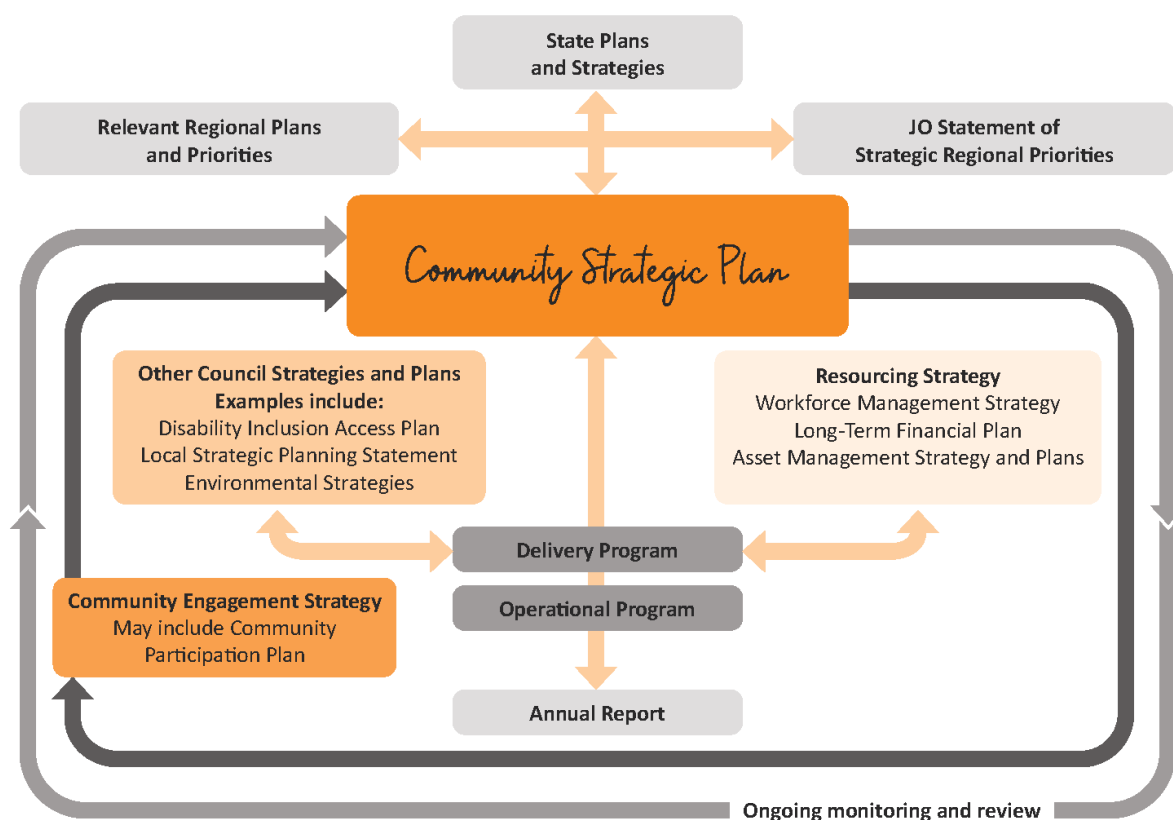 State Plans
and Strategies
Relevant Regional Plans
and Priorities
JO Statement of
Strategic Regional Priorities
Community Strategic Plan
Other Council Strategies and Plans
Examples include:
Disability Inclusion Access Plan
Local Strategic Planning Statement
Environmental Strategies
Resourcing Strategy
Workforce Management Strategy
Long-Term Financial Plan
Asset Management Strategy and Plans
Delivery Program
Operational Program
Community Engagement Strategy
May include Community
Participation Plan
Annual Report
Ongoing monitoring and review